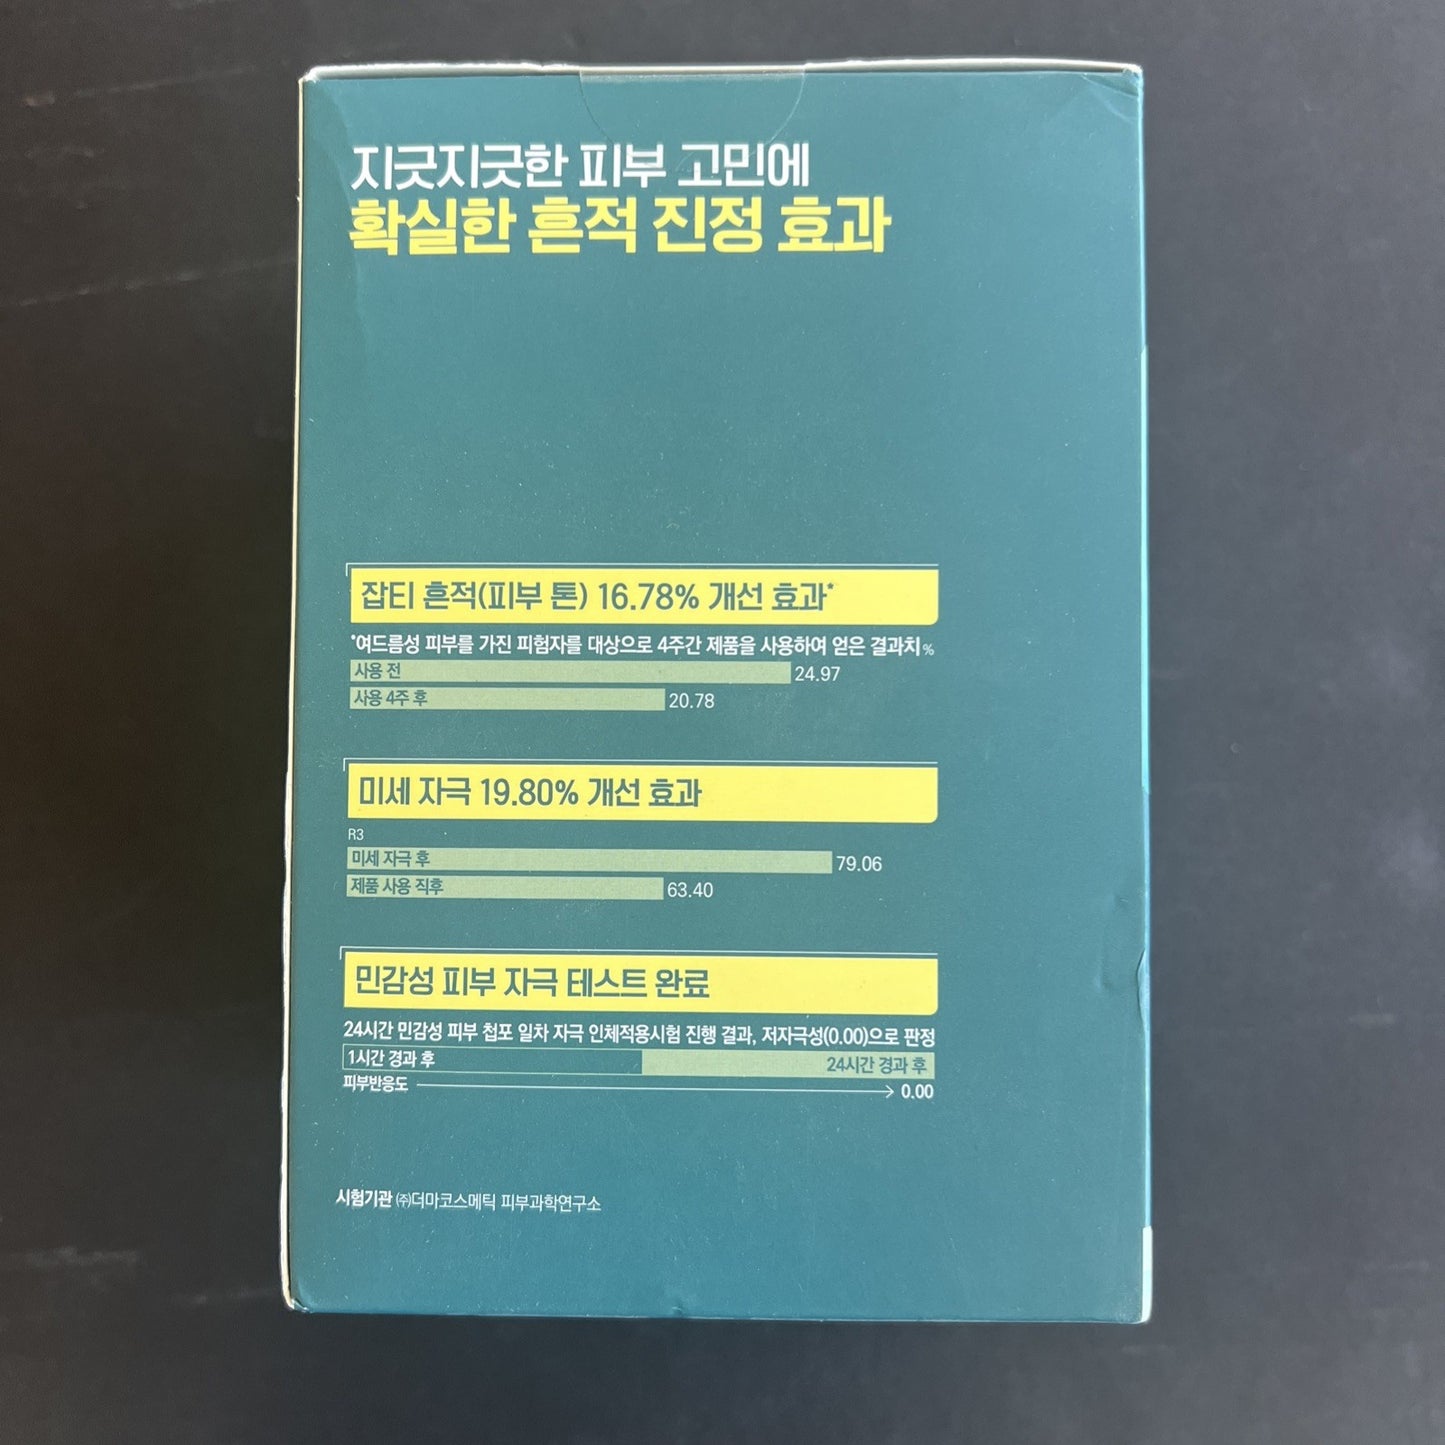 지긋지긋한 피부 고민에
확실한 흔적 진정 효과
잡티 흔적(피부 톤) 16.78% 개선 효과*
*여드름성 피부를 가진 피험자를 대상으로 4주간 제품을 사용하여 얻은 결과치 %
사용 전 24.97
사용 4주 후 20.78
미세 자극 19.80% 개선 효과
R3
미세 자극 후 79.06
제품 사용 직후 63.40
민감성 피부 자극 테스트 완료
24시간 민감성 피부 첩포 일차 자극 인체적용시험 진행 결과, 저자극성(0.00)으로 판정
1시간 경과 후 24시간 경과 후
피부반응도 → 0.00
시험기관 ㈜더마코스메틱 피부과학연구소